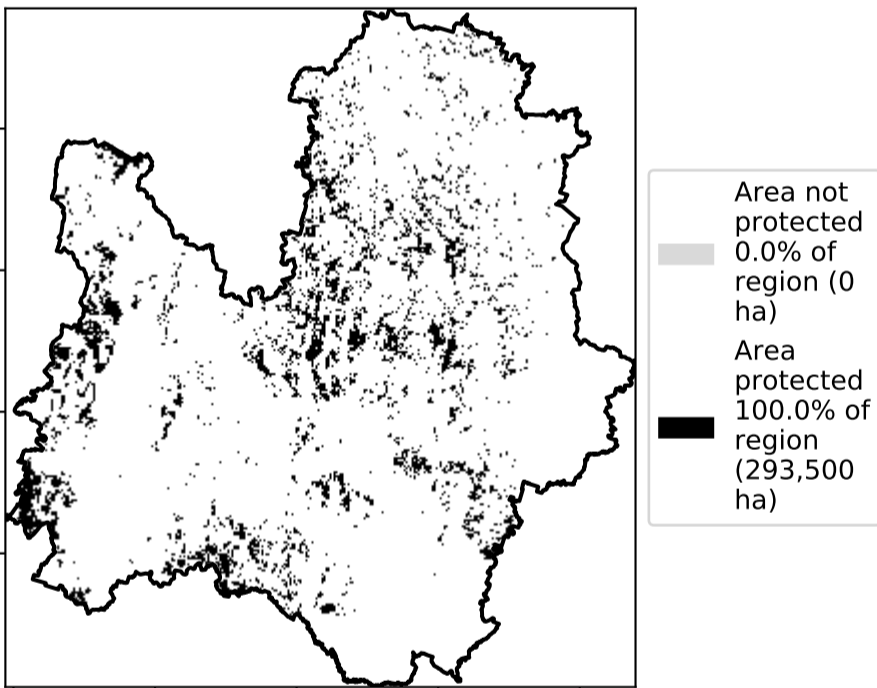 Area not
protected
0.0% of
region (0
ha)
Area
protected
100.0% of
region
(293,500
ha)